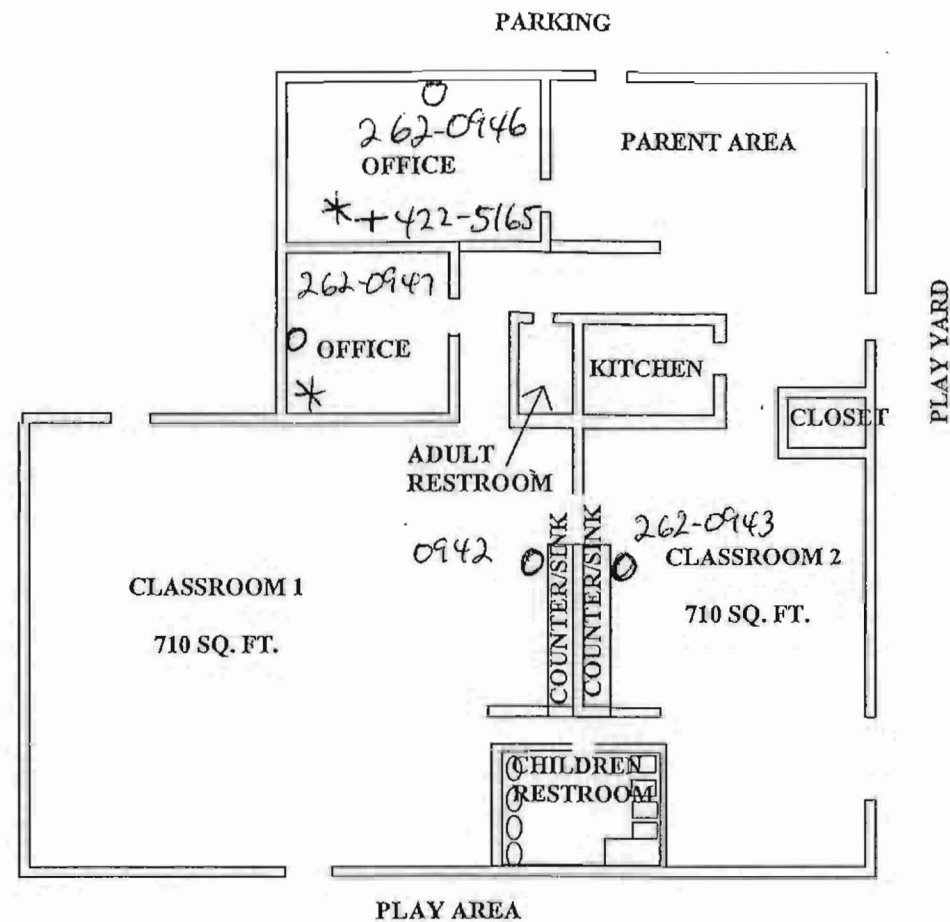 PARKING
262-0946
OFFICE
* + 422-5165
PARENT AREA
262-0947
OFFICE
*
KITCHEN
PLAY YARD
CLOSET
ADULT
RESTROOM
0942
COUNTER/SINK
COUNTER/SINK
262-0943
CLASSROOM 2
710 SQ. FT.
CLASSROOM 1
710 SQ. FT.
CHILDREN
RESTROOM
PLAY AREA